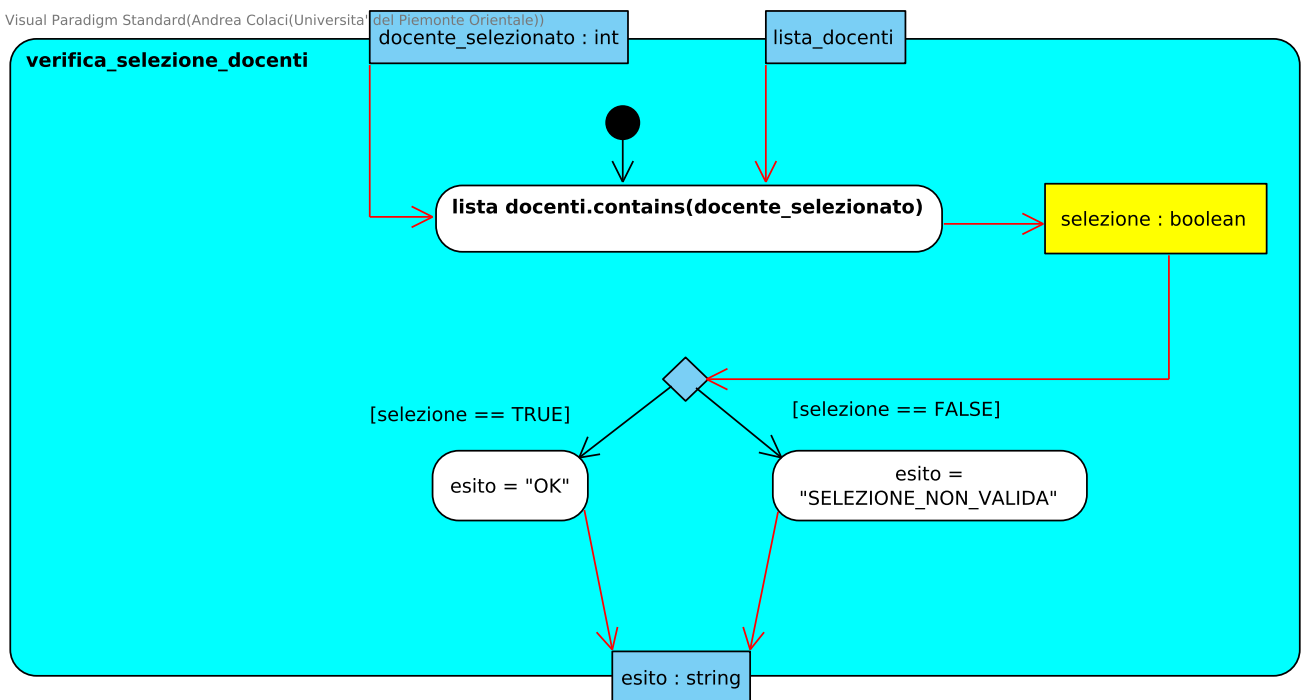 Visual Paradigm Standard(Andrea Colaci(Universita' del Piemonte Orientale))
docente_selezionato : int
lista_docenti
verifica_selezione_docenti
lista docenti.contains(docente_selezionato)
selezione : boolean
[selezione == TRUE]
[selezione == FALSE]
esito = "OK"
esito =
"SELEZIONE_NON_VALIDA"
esito : string